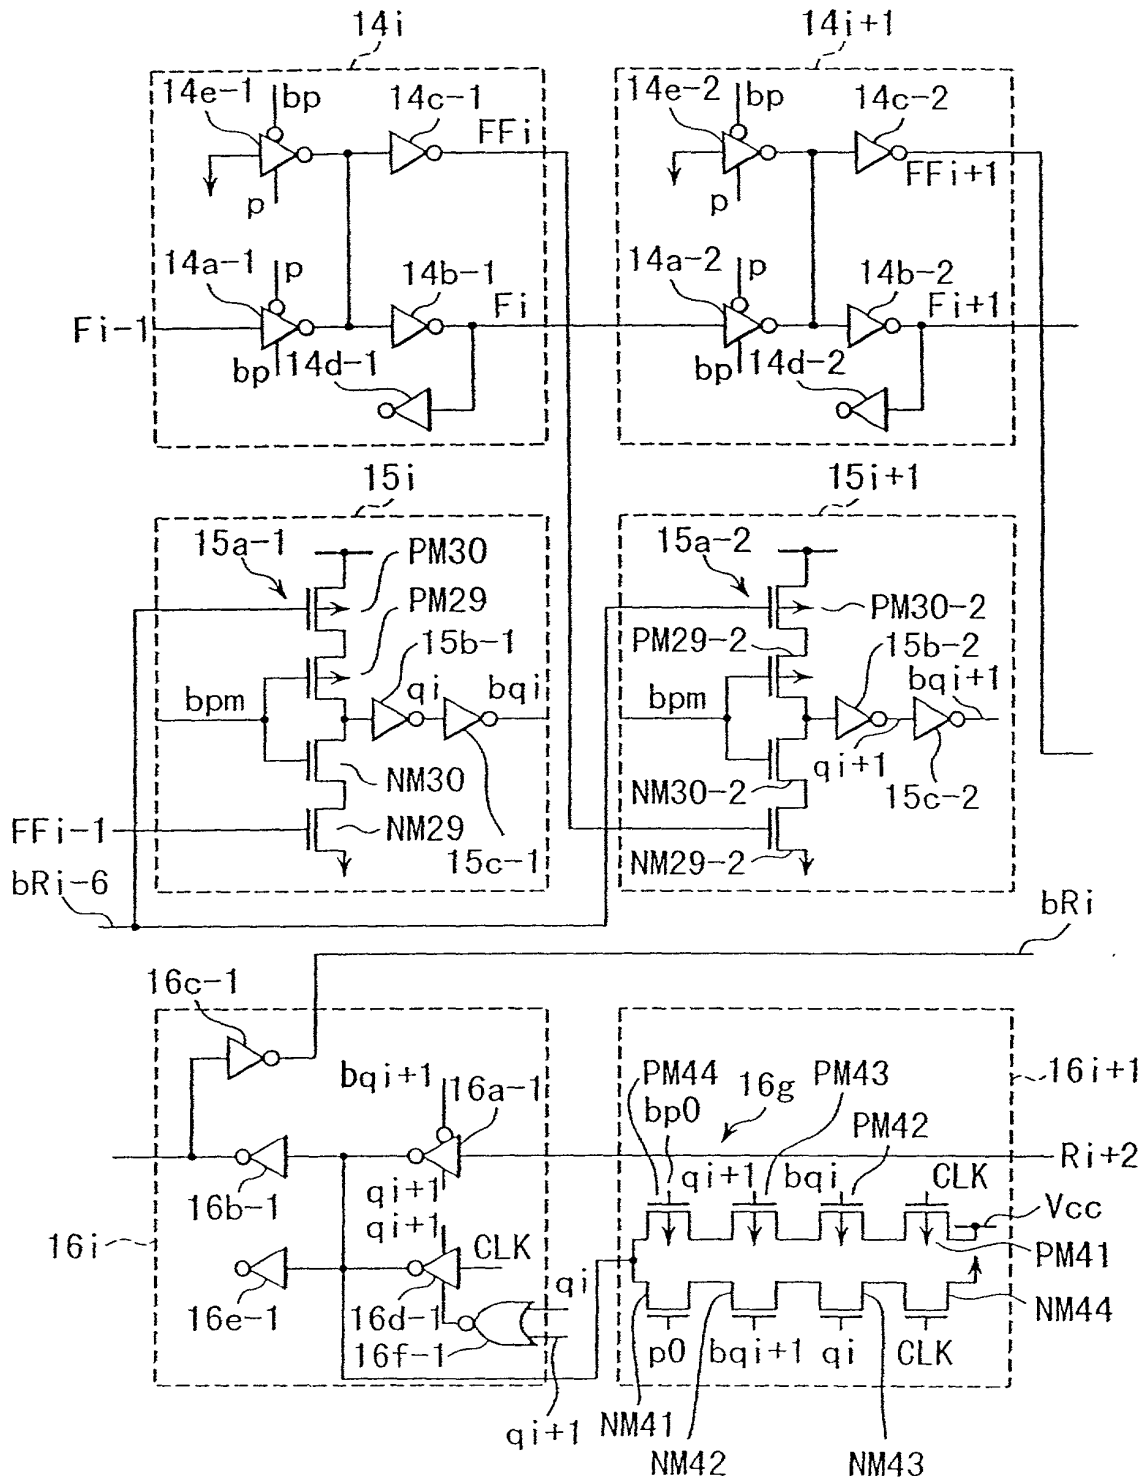 14i
14i+1
14e-1
bp
14c-1
FFi
p
14a-1
p
14b-1
Fi
Fi-1
bp
14d-1
14e-2
bp
14c-2
FFi+1
p
14a-2
p
14b-2
Fi+1
bp
14d-2
15i
15i+1
15a-1
PM30
PM29
15b-1
bpm
qi
bqi
NM30
FFi-1
NM29
15c-1
bRi-6
15a-2
PM30-2
PM29-2
15b-2
bpm
bqi+1
qi+1
NM30-2
15c-2
NM29-2
bRi
16c-1
bqi+1
16a-1
16b-1
qi+1
qi+1
16i
CLK
16e-1
16d-1
qi
16f-1
qi+1
PM44
16g
PM43
16i+1
bp0
PM42
qi+1
bqi
CLK
Ri+2
Vcc
PM41
NM44
p0
bqi+1
qi
CLK
NM41
NM42
NM43